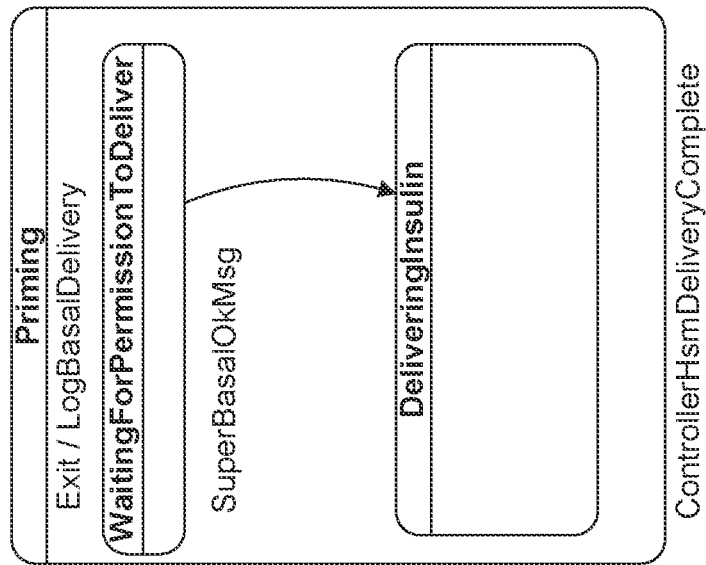 Priming
Exit / LogBasalDelivery
WaitingForPermissionToDeliver
SuperBasalOkMsg
DeliveringInsulin
ControllerHsmDeliveryComplete